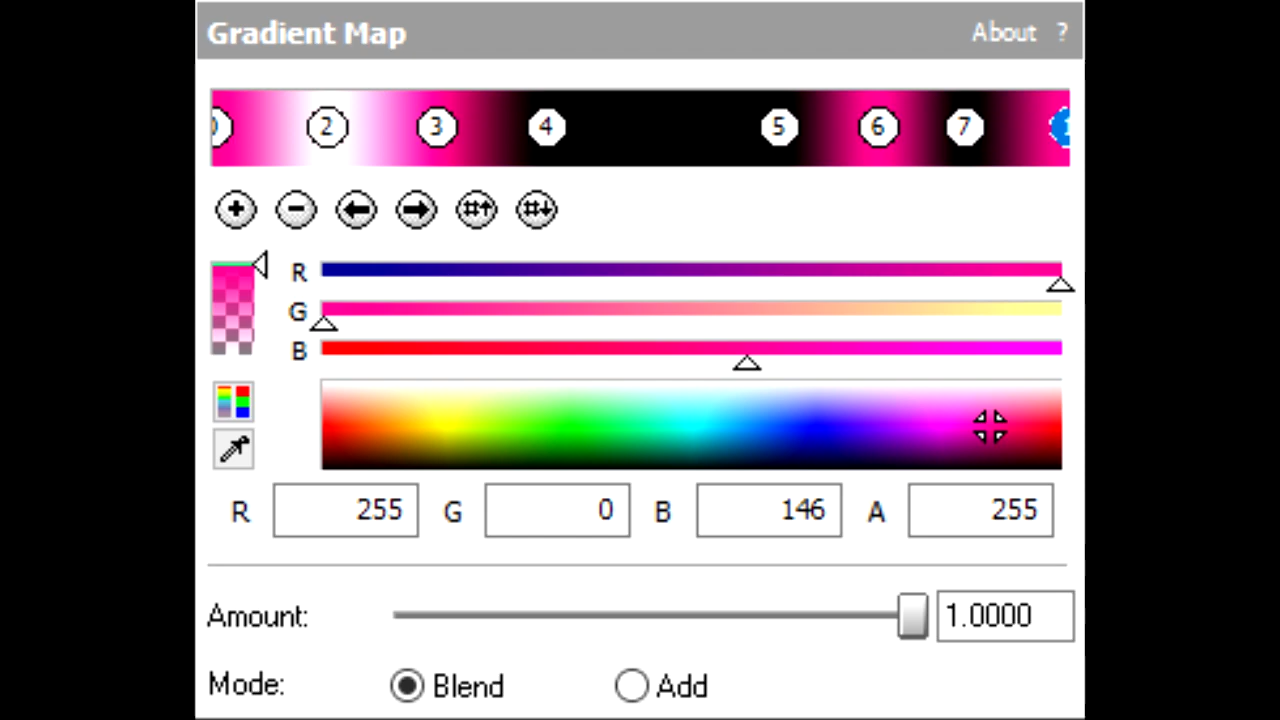 Gradient Map About ?
2 3 4 5 6 7
R
G
B
R 255 G 0 B 146 A 255
Amount: 1.0000
Mode: Blend Add